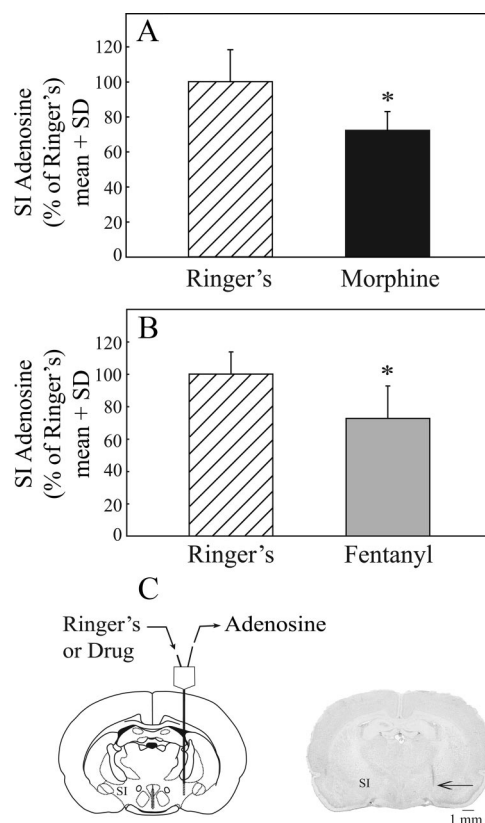 A
SI Adenosine
(% of Ringer's)
mean + SD
120
100
80
60
40
20
0
*
Ringer's Morphine
B
SI Adenosine
(% of Ringer's)
mean + SD
120
100
80
60
40
20
0
*
Ringer's Fentanyl
C
Ringer's
or Drug
Adenosine
SI
SI
1 mm